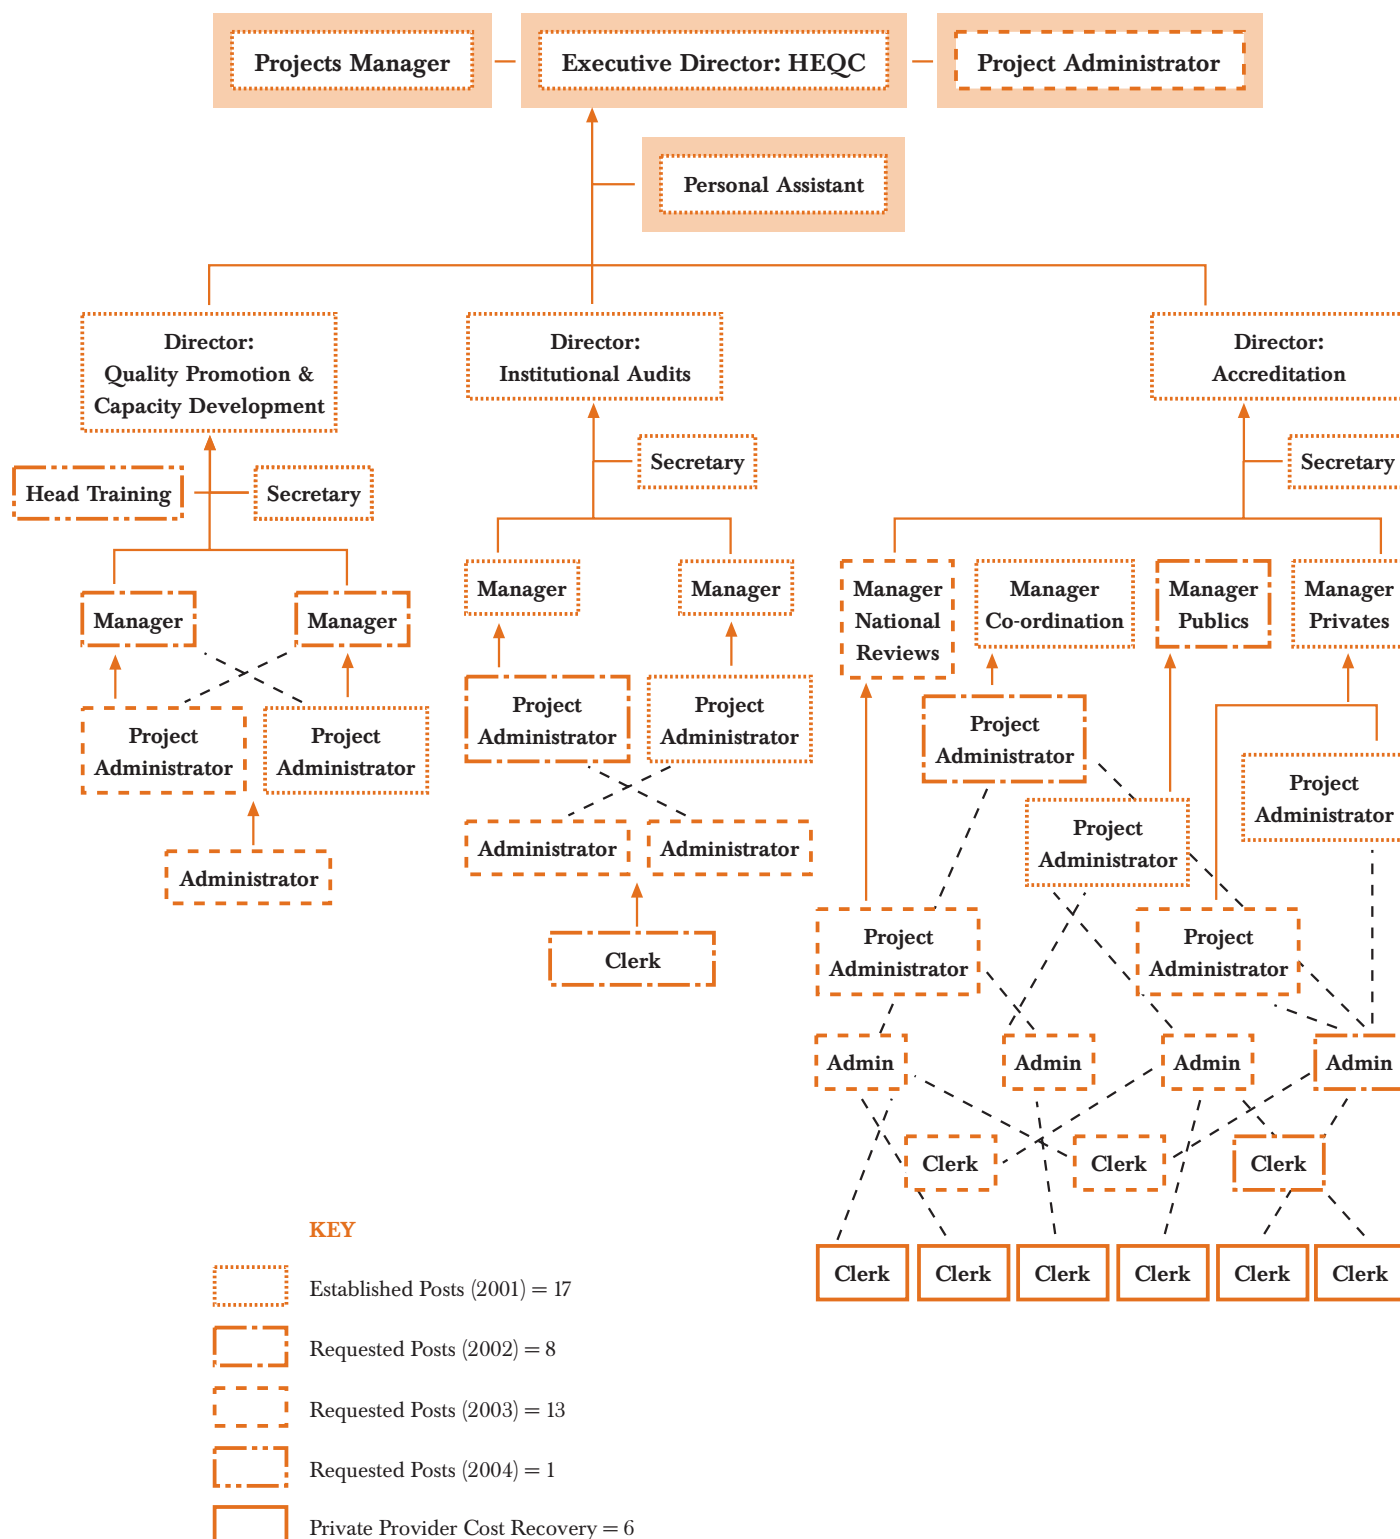 Projects Manager
Executive Director: HEQC
Project Administrator
Personal Assistant
Director:
Quality Promotion &
Capacity Development
Director:
Institutional Audits
Director:
Accreditation
Head Training
Secretary
Secretary
Secretary
Manager
Manager
Manager
Manager
Manager
National
Reviews
Manager
Co-ordination
Manager
Publics
Manager
Privates
Project
Administrator
Project
Administrator
Project
Administrator
Project
Administrator
Project
Administrator
Project
Administrator
Project
Administrator
Administrator
Administrator
Administrator
Clerk
Project
Administrator
Project
Administrator
Admin
Admin
Admin
Admin
Clerk
Clerk
Clerk
Clerk
Clerk
Clerk
Clerk
Clerk
Clerk
KEY
Established Posts (2001) = 17
Requested Posts (2002) = 8
Requested Posts (2003) = 13
Requested Posts (2004) = 1
Private Provider Cost Recovery = 6